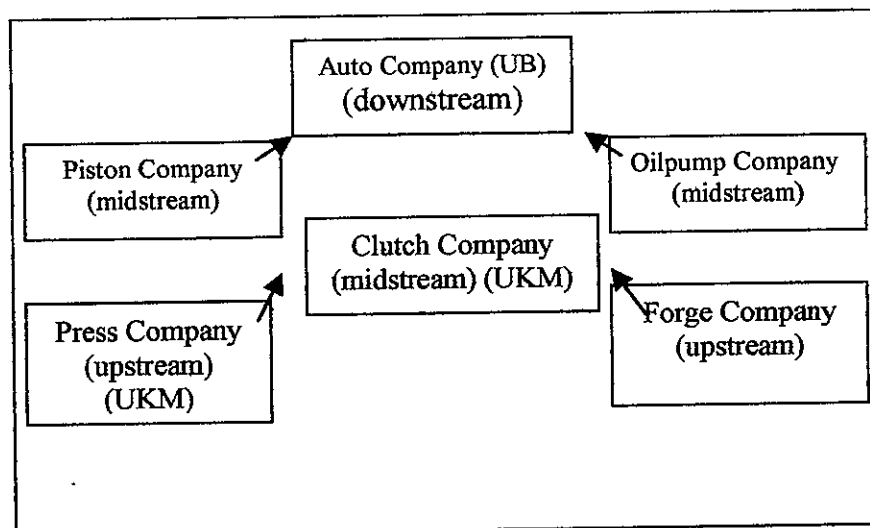 Auto Company (UB)
(downstream)
Piston Company
(midstream)
Oilpump Company
(midstream)
Clutch Company
(midstream) (UKM)
Press Company
(upstream)
(UKM)
Forge Company
(upstream)